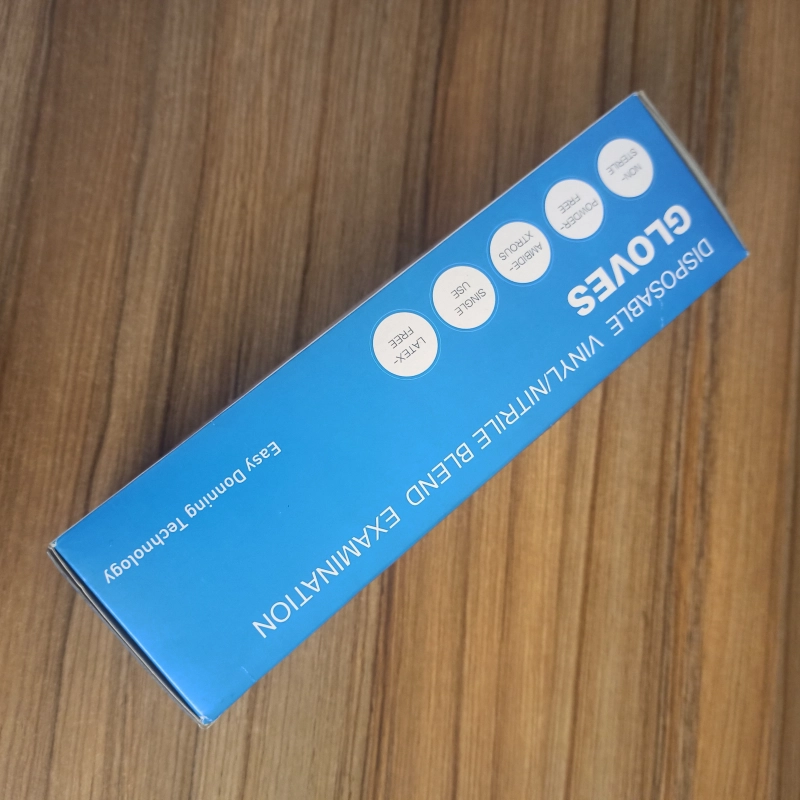 DISPOSABLE VINYL/NITRILE BLEND EXAMINATION
GLOVES
NON-
STERILE
POWDER-
FREE
AMBIDE-
XTROUS
SINGLE
USE
LATEX-
FREE
Easy Donning Technology